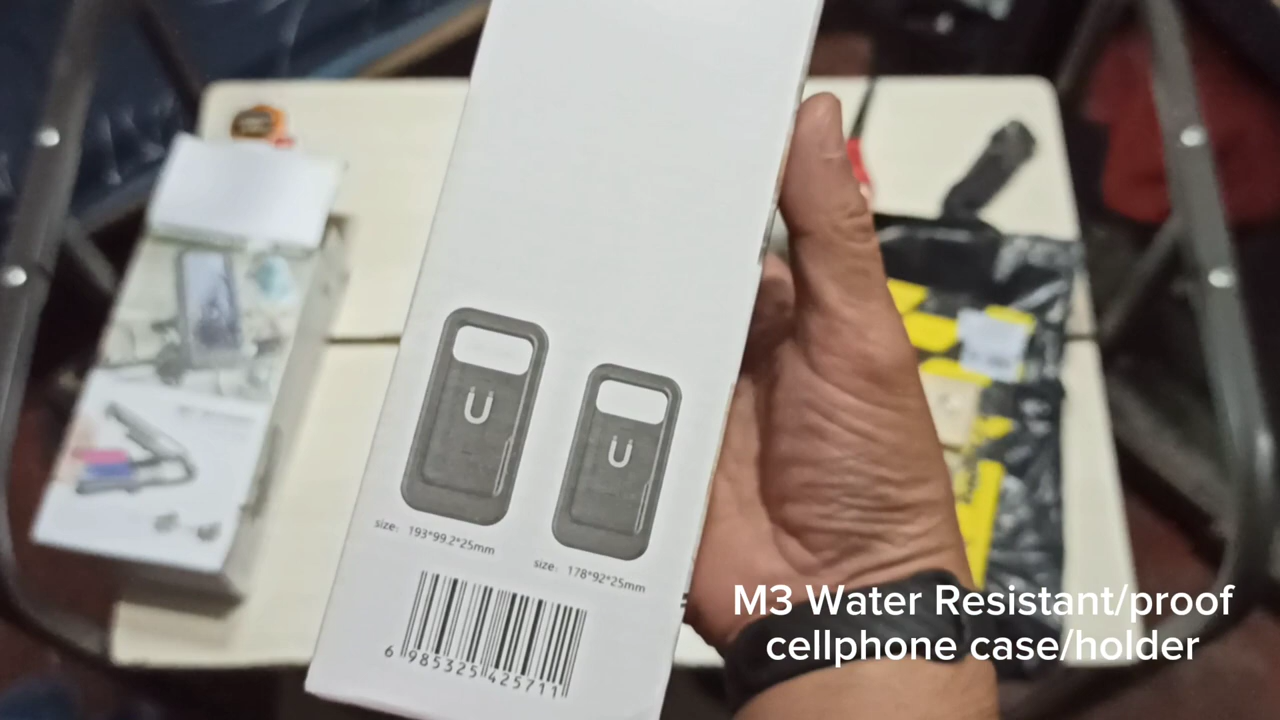 size: 193*99.2*25mm
size: 178*92*25mm
6 985325 425711
M3 Water Resistant/proof
cellphone case/holder